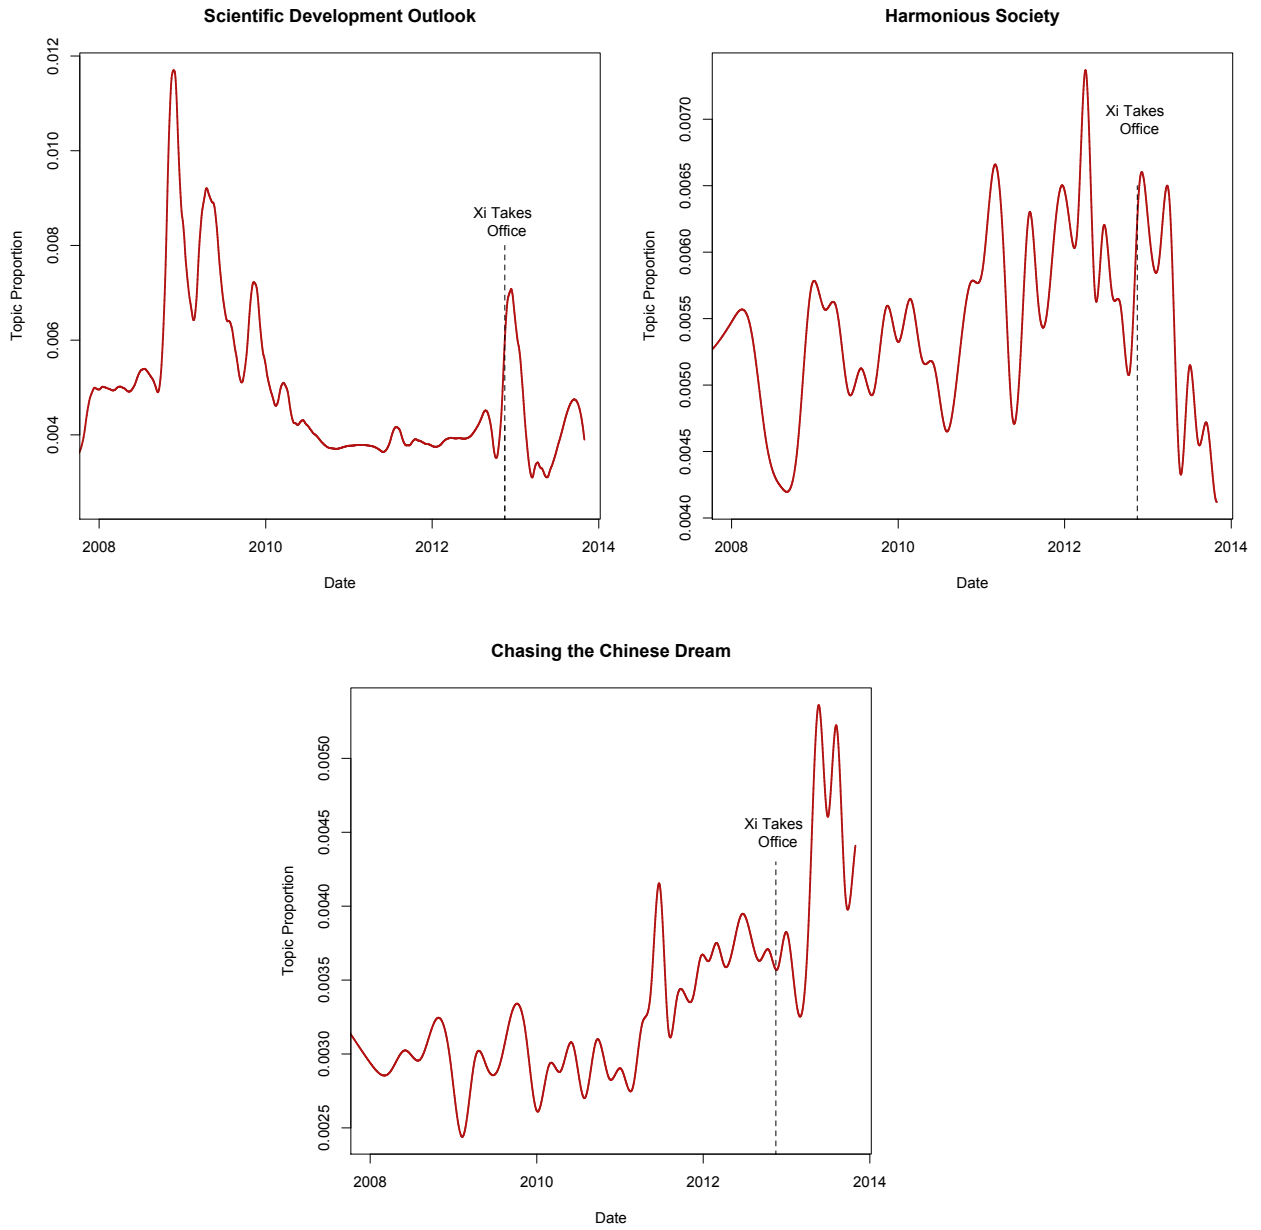 Scientific Development Outlook
Topic Proportion
0.012
0.010
0.008
0.006
0.004
Xi Takes
Office
2008
2010
2012
2014
Date
Harmonious Society
Topic Proportion
0.0070
0.0065
0.0060
0.0055
0.0050
0.0045
0.0040
Xi Takes
Office
2008
2010
2012
2014
Date
Chasing the Chinese Dream
Topic Proportion
0.0050
0.0045
0.0040
0.0035
0.0030
0.0025
Xi Takes
Office
2008
2010
2012
2014
Date